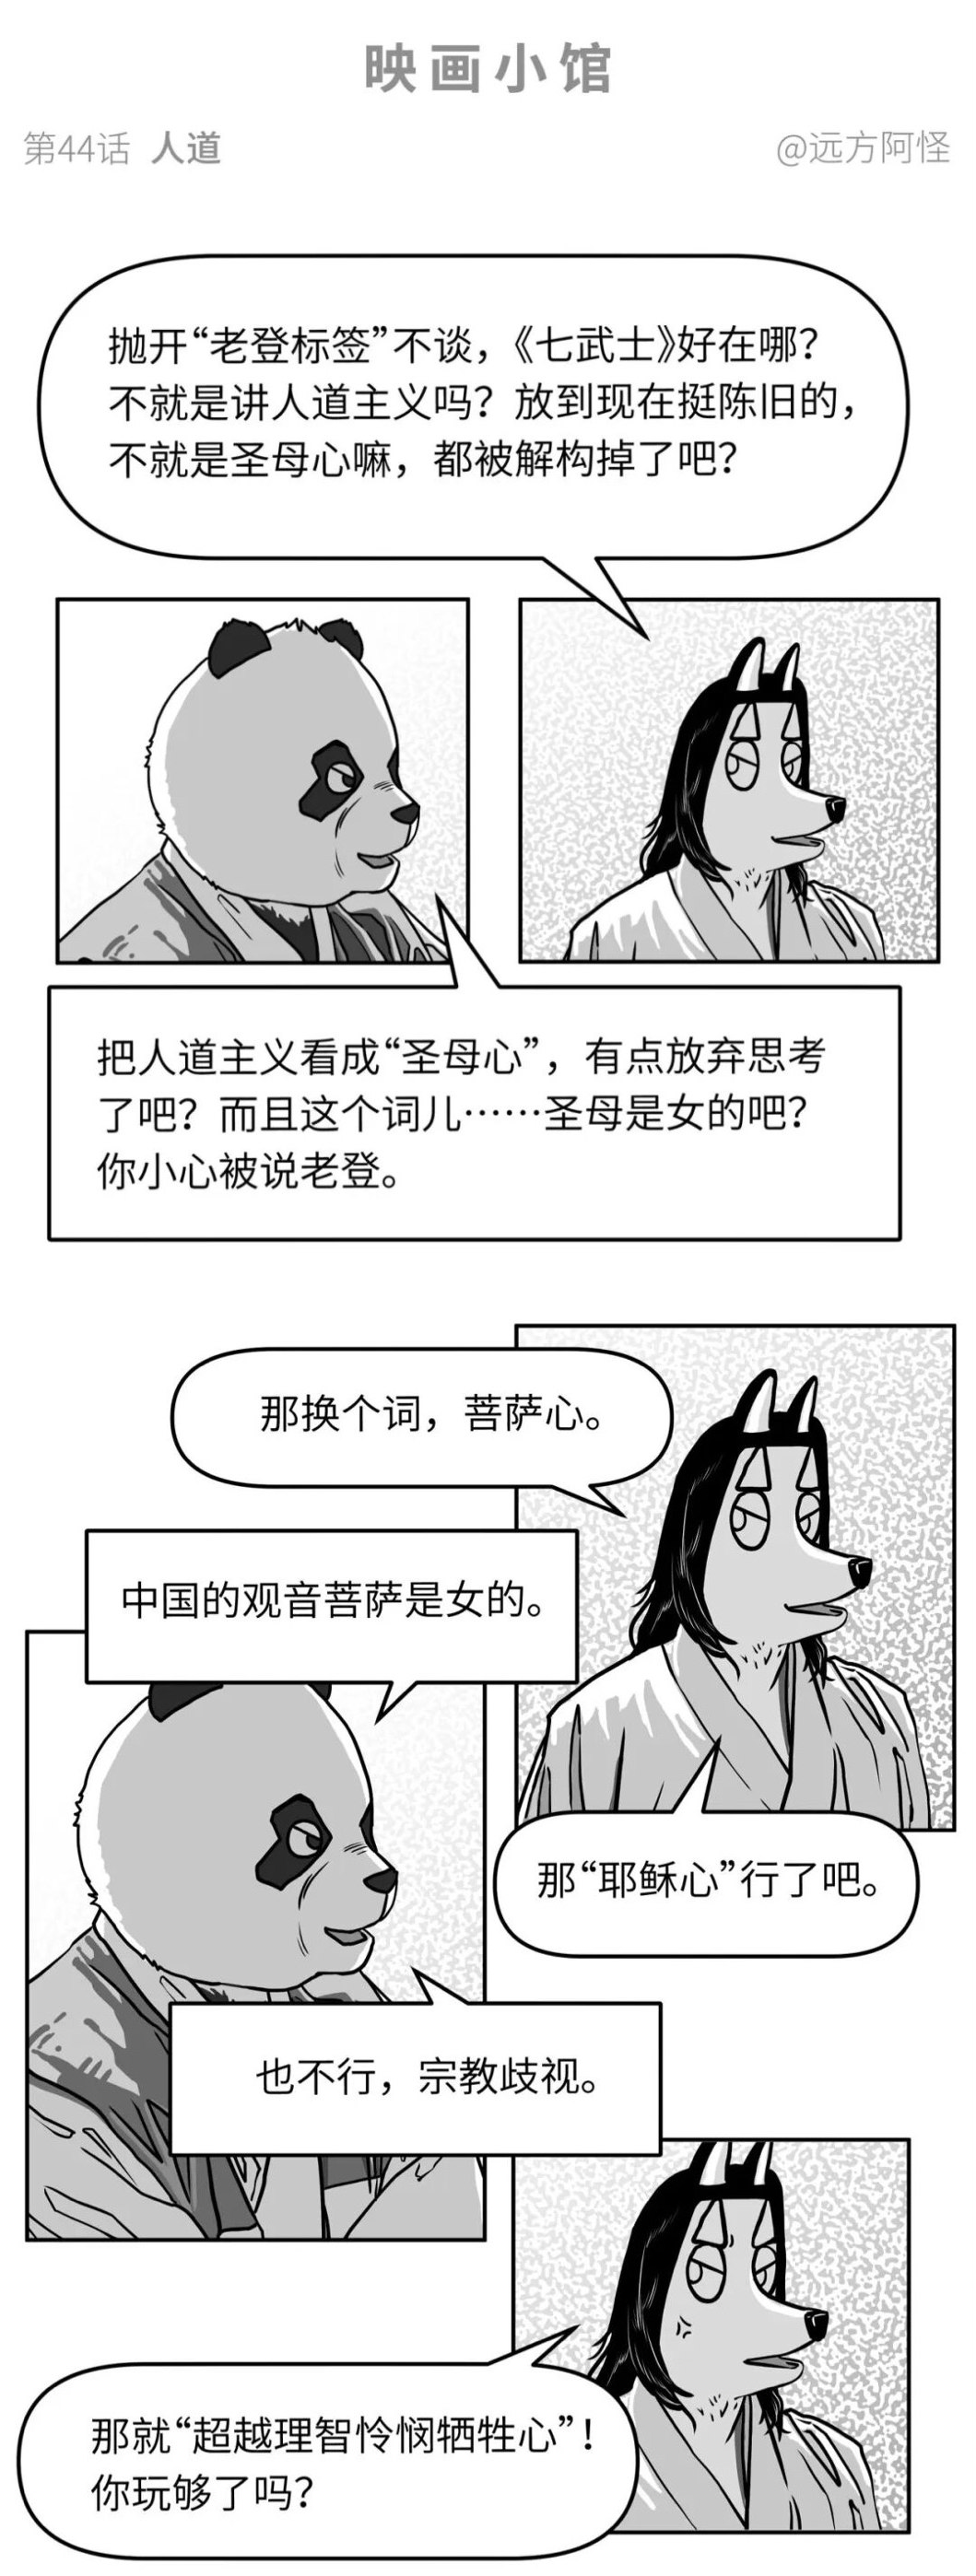 映画小馆
第44话 人道
@远方阿怪
抛开“老登标签”不谈，《七武士》好在哪？
不就是讲人道主义吗？放到现在挺陈旧的，
不就是圣母心嘛，都被解构掉了吧？
把人道主义看成“圣母心”，有点放弃思考
了吧？而且这个词儿……圣母是女的吧？
你小心被说老登。
那换个词，菩萨心。
中国的观音菩萨是女的。
那“耶稣心”行了吧。
也不行，宗教歧视。
那就“超越理智怜悯牺牲心”！
你玩够了吗？